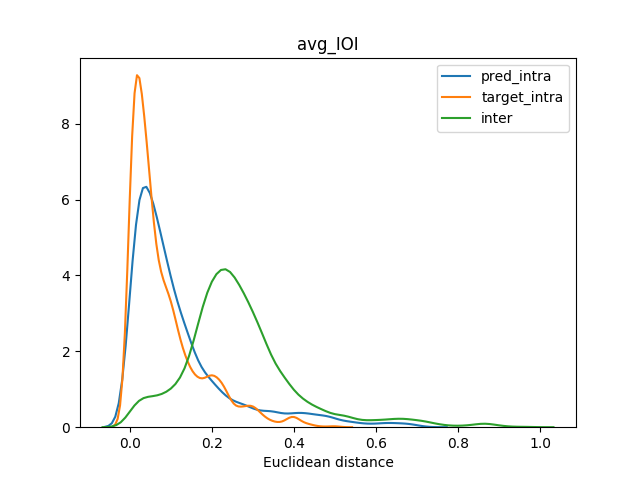 avg_IOI
pred_intra
target_intra
inter
8
6
4
2
0
0.0 0.2 0.4 0.6 0.8 1.0
Euclidean distance